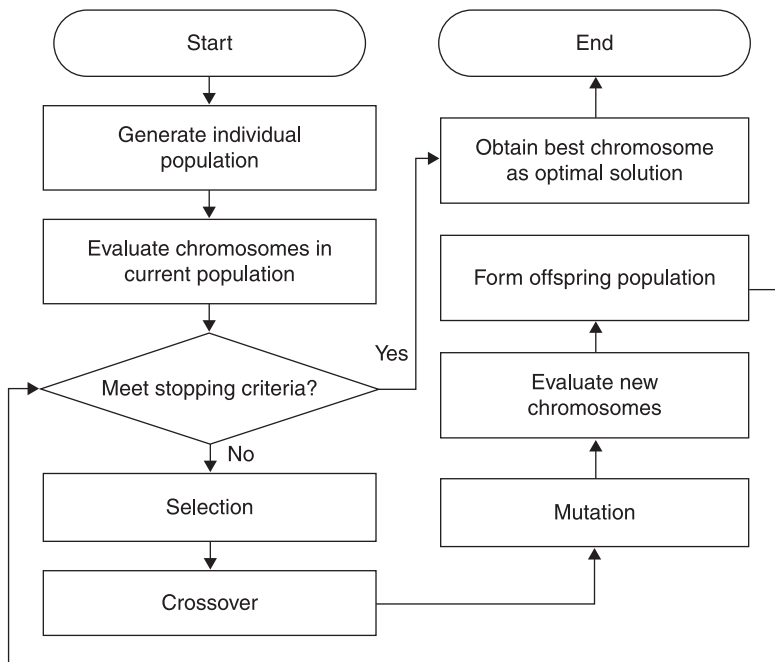 Start
Generate individual
population
Evaluate chromosomes in
current population
Meet stopping criteria?
Yes
No
Selection
Crossover
Mutation
Evaluate new
chromosomes
Form offspring population
Obtain best chromosome
as optimal solution
End